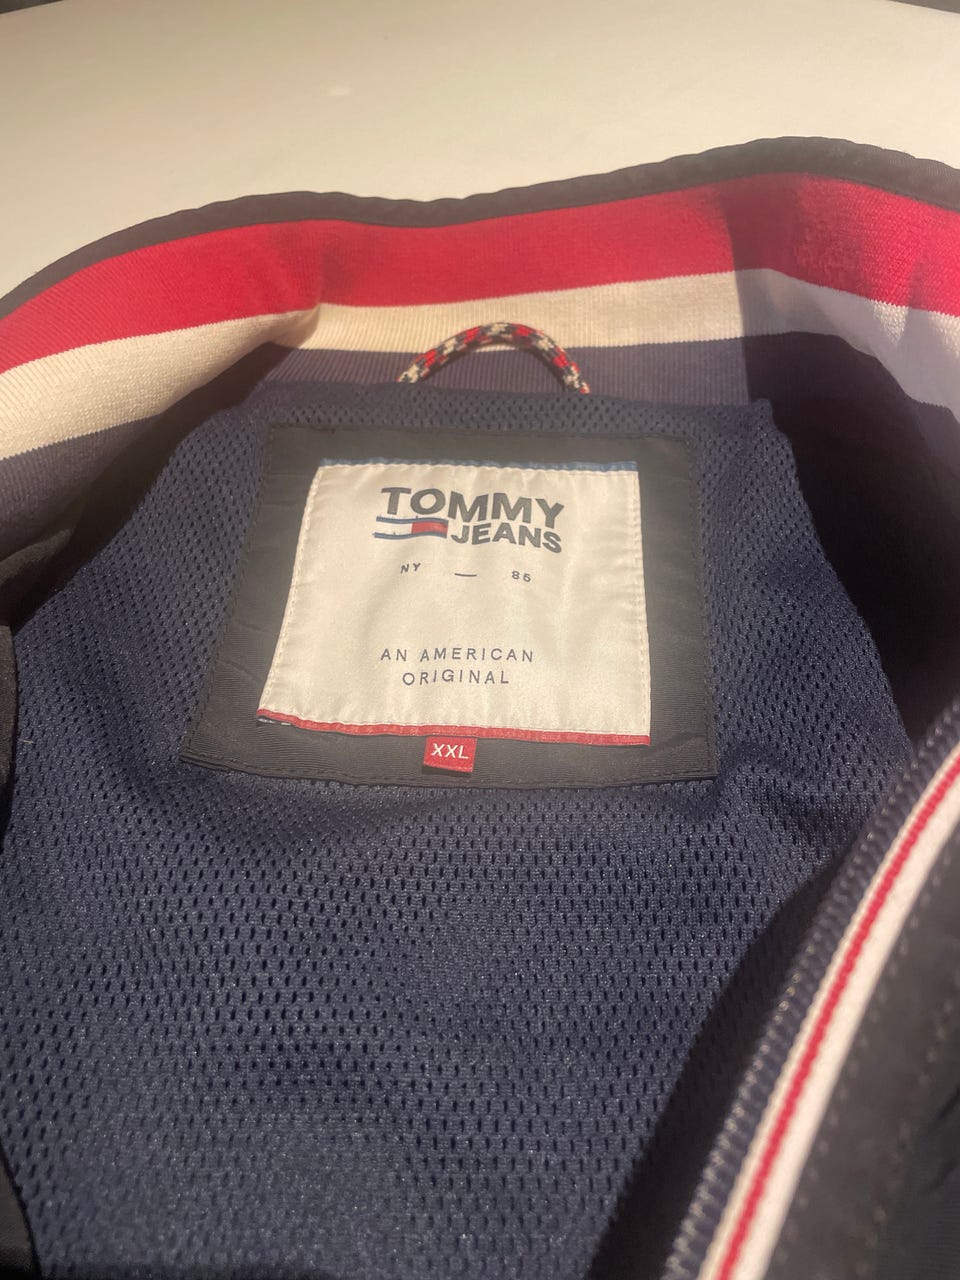 TOMMY
JEANS
NY — 85
AN AMERICAN
ORIGINAL
XXL